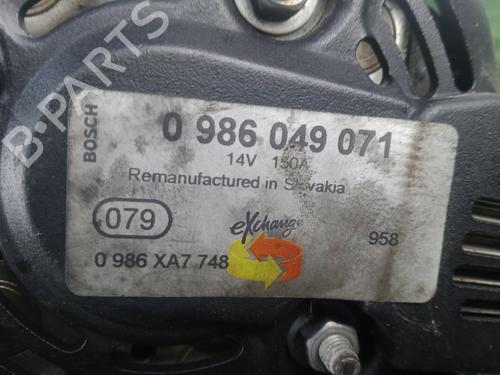 B-PARTS
BOSCH
0 986 049 071
14V 150A
Remanufactured in Slovakia
079
eXchange
958
0 986 XA7 748